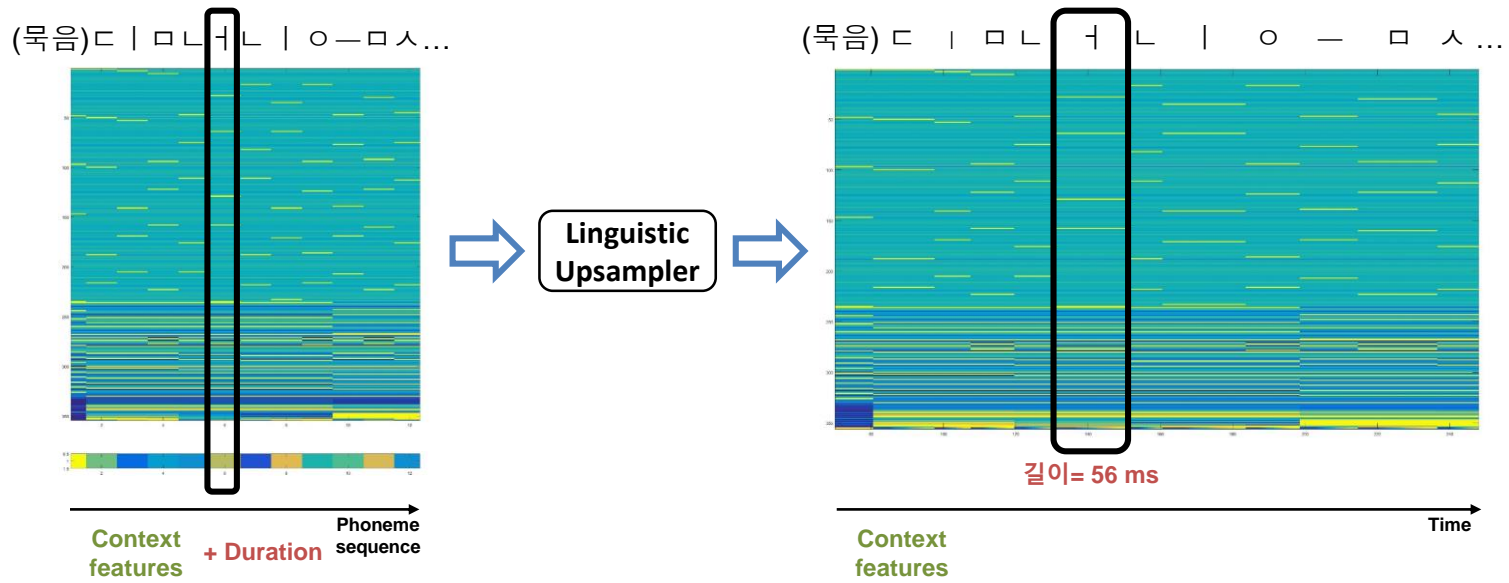 (묵음)ㄷㅣㅁㄴㅓㄴㅣㅇㅡㅁㅅ...
(묵음) ㄷ ㅣ ㅁ ㄴ ㅓ ㄴ ㅣ ㅇ ㅡ ㅁ ㅅ ...
Linguistic
Upsampler
길이= 56 ms
Phoneme
sequence
Context
features
+ Duration
Time
Context
features